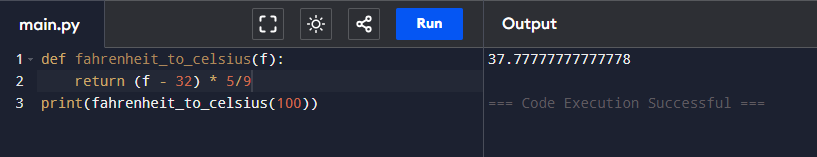 main.py
Run
Output
1 def fahrenheit_to_celsius(f):
2     return (f - 32) * 5/9
3 print(fahrenheit_to_celsius(100))
37.77777777777778
=== Code Execution Successful ===